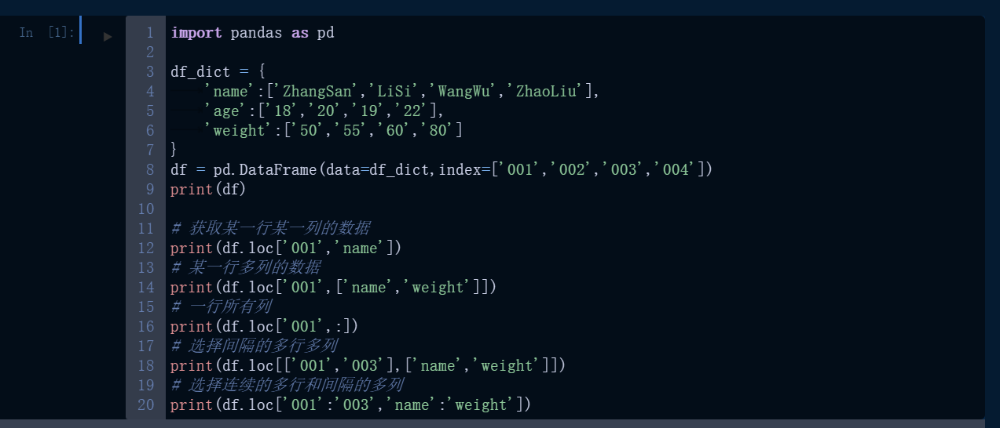 In [1]:
1 import pandas as pd
2
3 df_dict = {
4     'name':['ZhangSan','LiSi','WangWu','ZhaoLiu'],
5     'age':['18','20','19','22'],
6     'weight':['50','55','60','80']
7 }
8 df = pd.DataFrame(data=df_dict,index=['001','002','003','004'])
9 print(df)
10
11 # 获取某一行某一列的数据
12 print(df.loc['001','name'])
13 # 某一行多列的数据
14 print(df.loc['001',['name','weight']])
15 # 一行所有列
16 print(df.loc['001',:])
17 # 选择间隔的多行多列
18 print(df.loc[['001','003'],['name','weight']])
19 # 选择连续的多行和间隔的多列
20 print(df.loc['001':'003','name':'weight'])